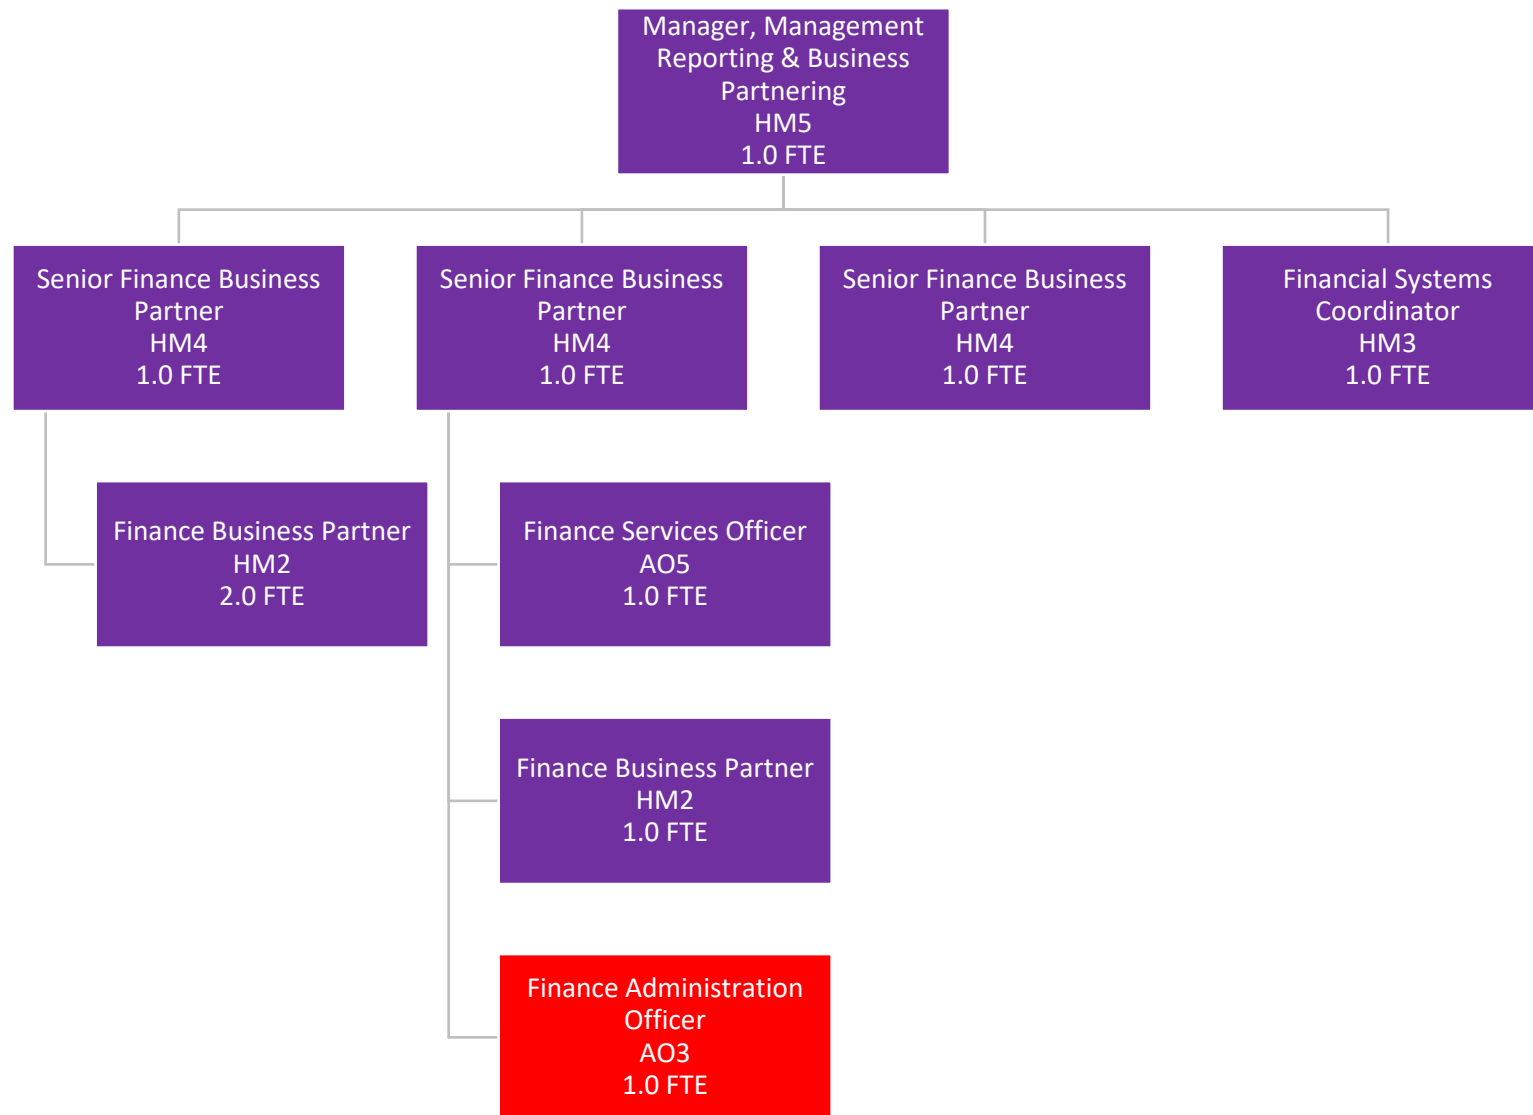 Manager, Management
Reporting & Business
Partnering
HM5
1.0 FTE
Senior Finance Business
Partner
HM4
1.0 FTE
Senior Finance Business
Partner
HM4
1.0 FTE
Senior Finance Business
Partner
HM4
1.0 FTE
Financial Systems
Coordinator
HM3
1.0 FTE
Finance Business Partner
HM2
2.0 FTE
Finance Services Officer
AO5
1.0 FTE
Finance Business Partner
HM2
1.0 FTE
Finance Administration
Officer
AO3
1.0 FTE